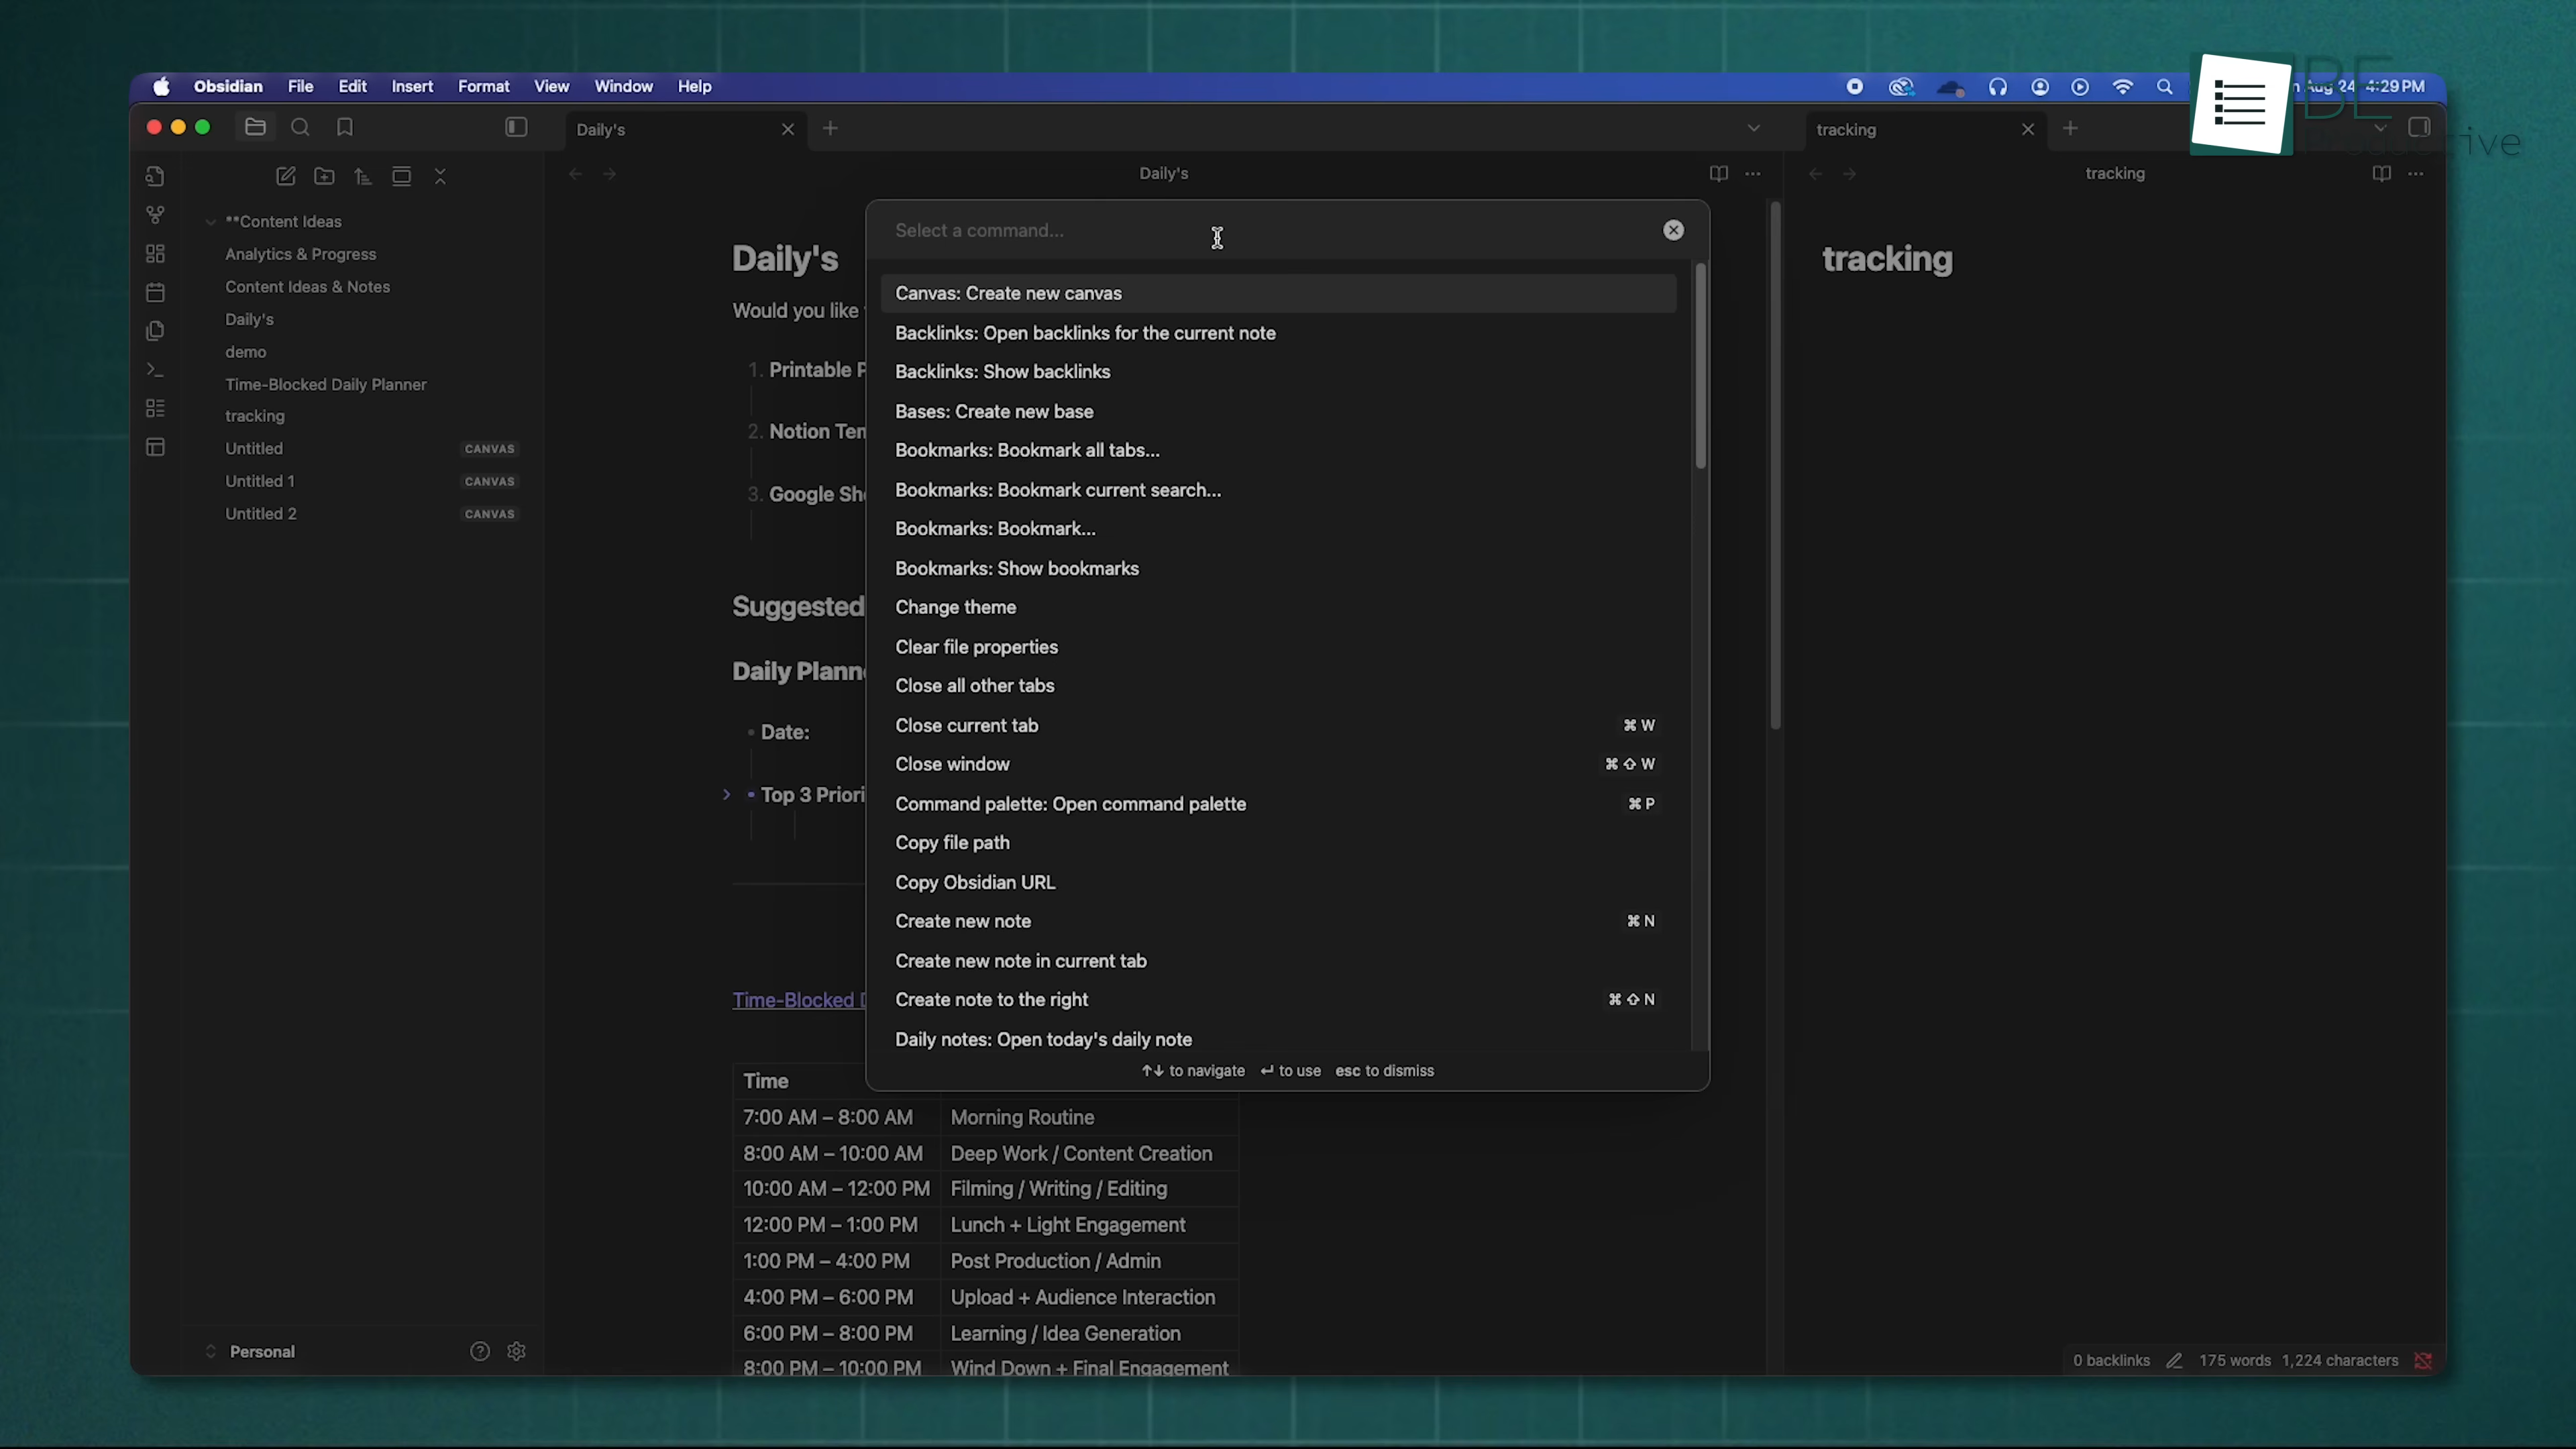 Obsidian File Edit Insert Format View Window Help
Aug 24 4:29 PM
BE
Daily's
tracking
Daily's
tracking
**Content Ideas
Analytics & Progress
Content Ideas & Notes
Daily's
demo
Time-Blocked Daily Planner
tracking
Untitled CANVAS
Untitled 1 CANVAS
Untitled 2 CANVAS
Personal
Daily's
Would you like
1. Printable P
2. Notion Ten
3. Google She
Suggested
Daily Planne
Date:
Top 3 Priori
Time-Blocked D
Time
7:00 AM – 8:00 AM Morning Routine
8:00 AM – 10:00 AM Deep Work / Content Creation
10:00 AM – 12:00 PM Filming / Writing / Editing
12:00 PM – 1:00 PM Lunch + Light Engagement
1:00 PM – 4:00 PM Post Production / Admin
4:00 PM – 6:00 PM Upload + Audience Interaction
6:00 PM – 8:00 PM Learning / Idea Generation
8:00 PM – 10:00 PM Wind Down + Final Engagement
Select a command...
Canvas: Create new canvas
Backlinks: Open backlinks for the current note
Backlinks: Show backlinks
Bases: Create new base
Bookmarks: Bookmark all tabs...
Bookmarks: Bookmark current search...
Bookmarks: Bookmark...
Bookmarks: Show bookmarks
Change theme
Clear file properties
Close all other tabs
Close current tab ⌘ W
Close window ⌘ ⇧ W
Command palette: Open command palette ⌘ P
Copy file path
Copy Obsidian URL
Create new note ⌘ N
Create new note in current tab
Create note to the right ⌘ ⇧ N
Daily notes: Open today's daily note
↑↓ to navigate ↵ to use esc to dismiss
tracking
0 backlinks 175 words 1,224 characters